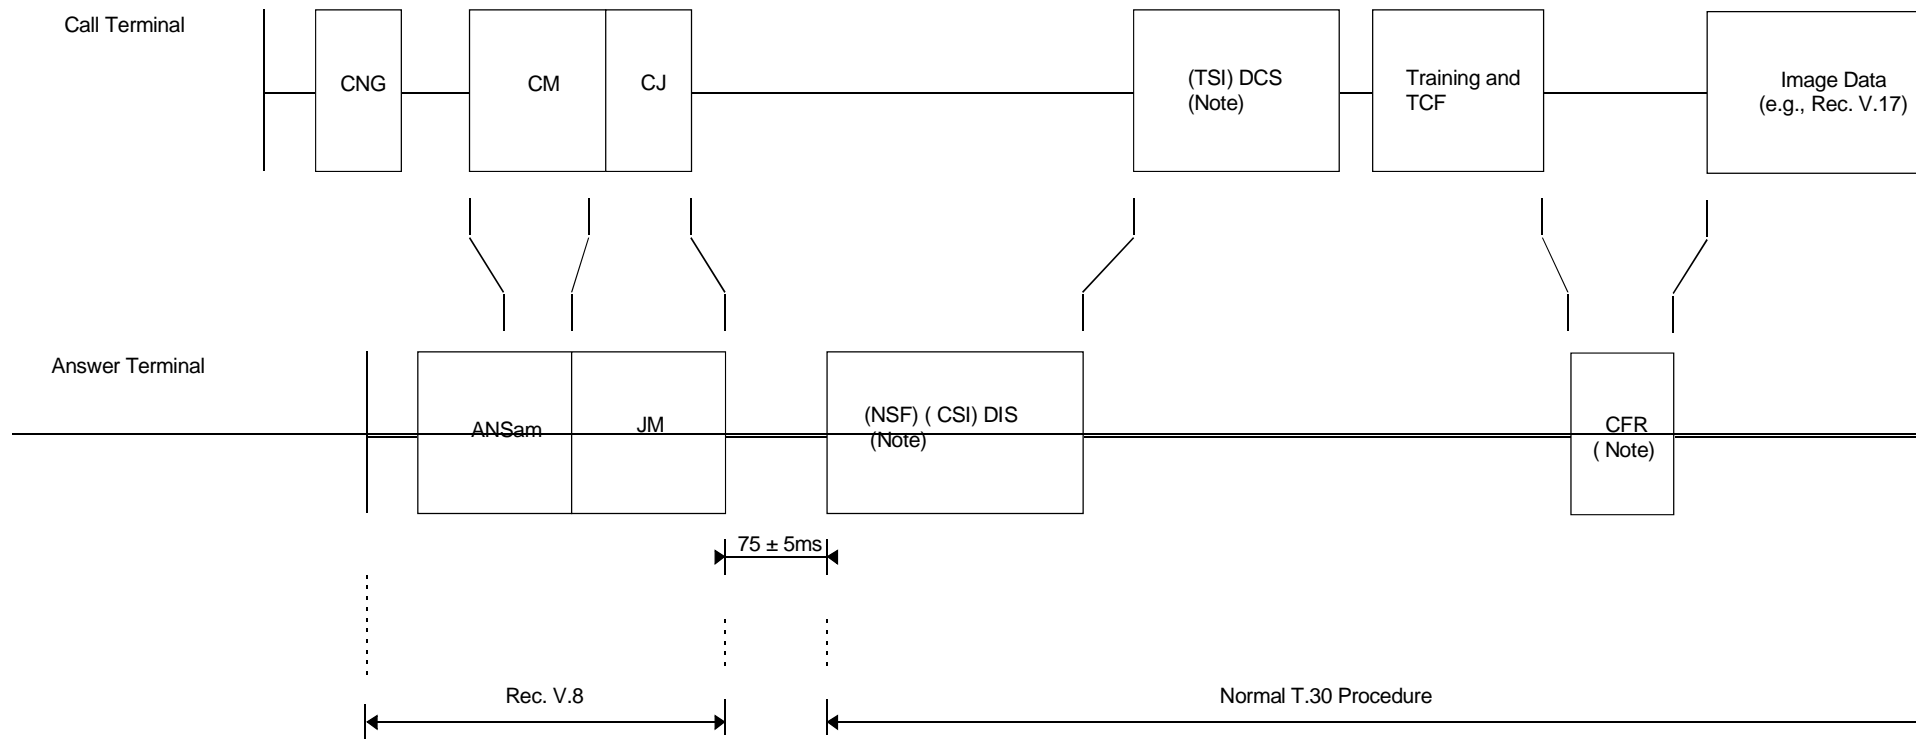 Call Terminal
CNG
CM
CJ
(TSI) DCS
(Note)
Training and
TCF
Image Data
(e.g., Rec. V.17)
Answer Terminal
ANSam
JM
(NSF) ( CSI) DIS
(Note)
CFR
( Note)
75 ± 5ms
Rec. V.8
Normal T.30 Procedure